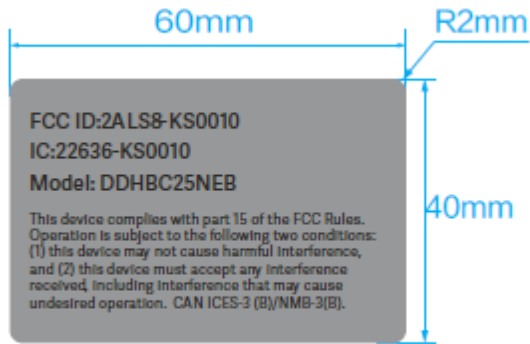 60mm
R2mm
FCC ID:2ALS8-KS0010
IC:22636-KS0010
Model: DDHBC25NEB
40mm
This device complies with part 15 of the FCC Rules.
Operation is subject to the following two conditions:
(1) this device may not cause harmful interference,
and (2) this device must accept any interference
received, including interference that may cause
undesired operation. CAN ICES-3 (B)/NMB-3(B).